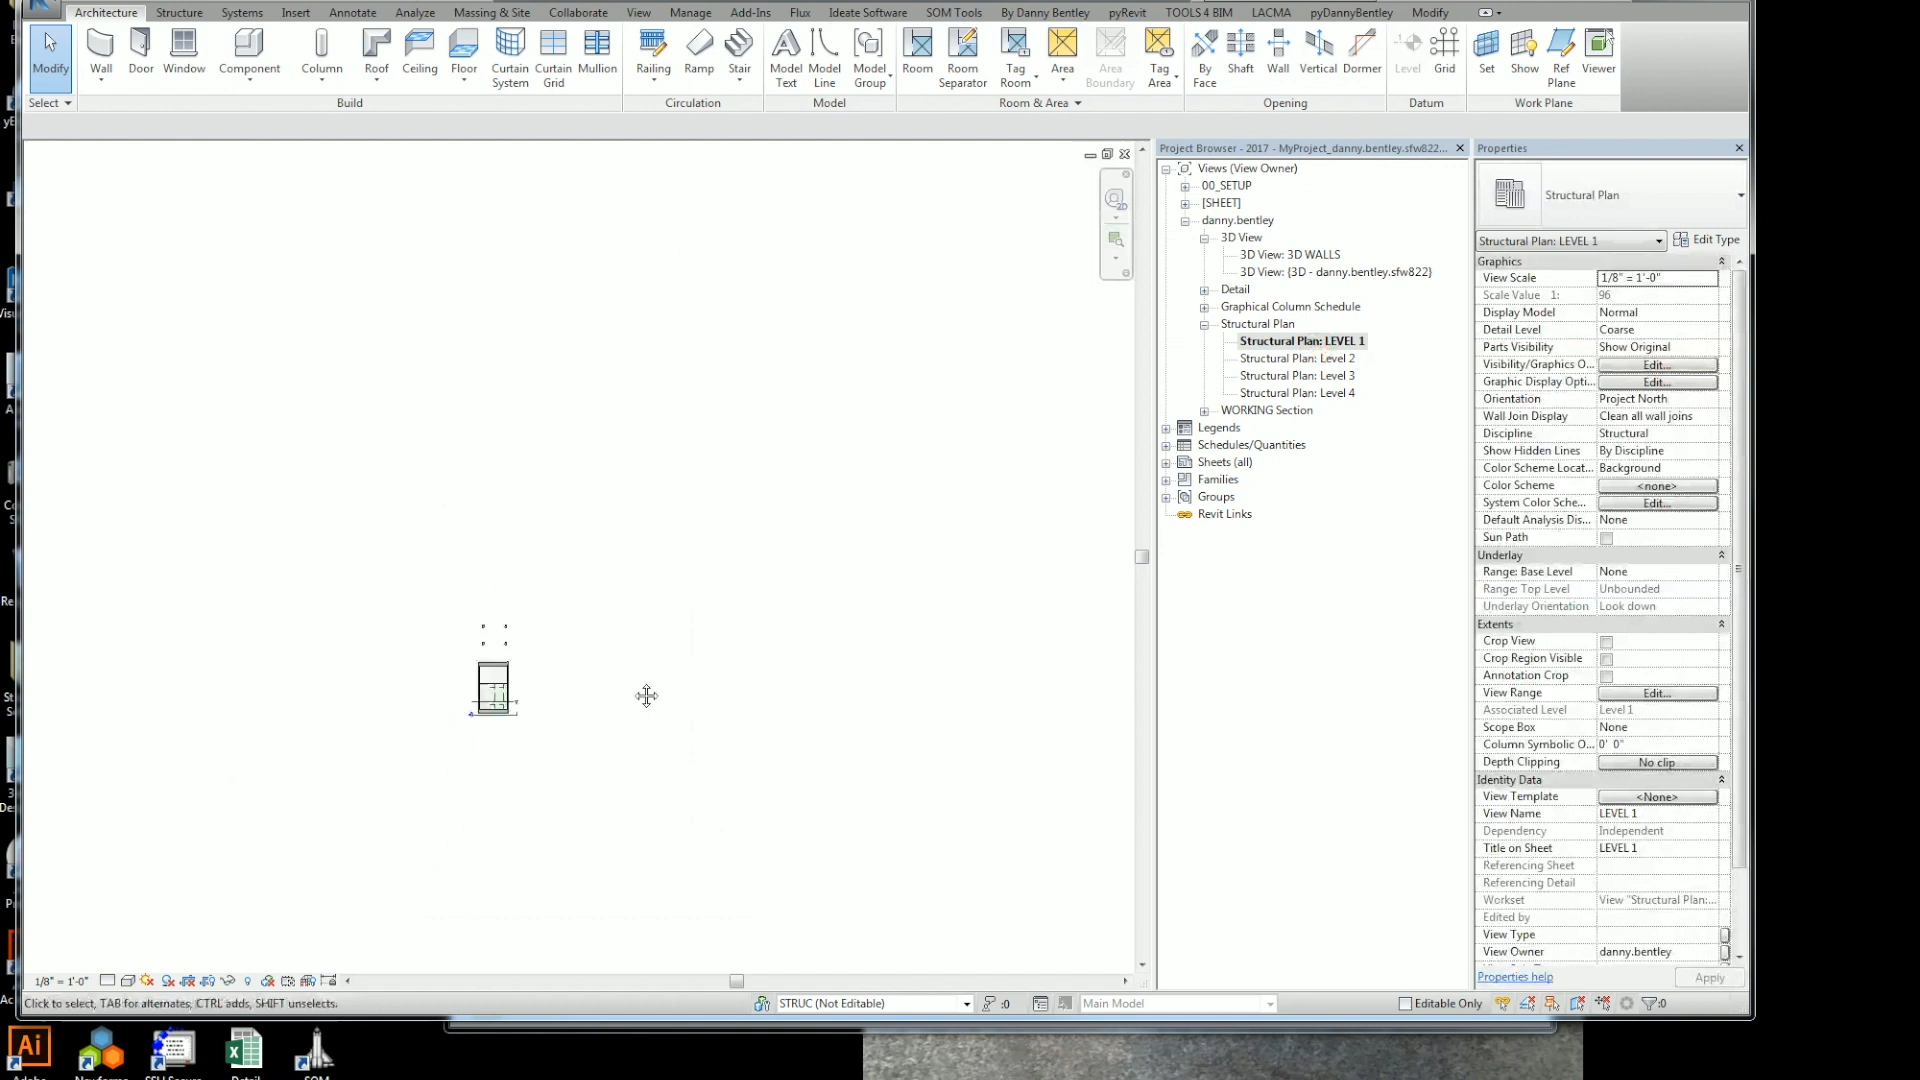 Architecture Structure Systems Insert Annotate Analyze Massing & Site Collaborate View Manage Add-Ins Flux Ideate Software SOM Tools By Danny Bentley pyRevit TOOLS 4 BIM LACMA pyDannyBentley Modify
Modify Wall Door Window Component Column Roof Ceiling Floor Curtain System Curtain Grid Mullion Railing Ramp Stair Model Text Model Line Model Group Room Room Separator Tag Room Area Area Boundary Tag Area By Face Shaft Wall Vertical Dormer Level Grid Set Show Ref Plane Viewer
Select Build Circulation Model Room & Area Opening Datum Work Plane
Project Browser - 2017 - MyProject_danny.bentley.sfw822...
Views (View Owner)
00_SETUP
[SHEET]
danny.bentley
3D View
3D View: 3D WALLS
3D View: {3D - danny.bentley.sfw822}
Detail
Graphical Column Schedule
Structural Plan
Structural Plan: LEVEL 1
Structural Plan: Level 2
Structural Plan: Level 3
Structural Plan: Level 4
WORKING Section
Legends
Schedules/Quantities
Sheets (all)
Families
Groups
Revit Links
Properties
Structural Plan
Structural Plan: LEVEL 1 Edit Type
Graphics
View Scale 1/8" = 1'-0"
Scale Value 1: 96
Display Model Normal
Detail Level Coarse
Parts Visibility Show Original
Visibility/Graphics O... Edit...
Graphic Display Opti... Edit...
Orientation Project North
Wall Join Display Clean all wall joins
Discipline Structural
Show Hidden Lines By Discipline
Color Scheme Locat... Background
Color Scheme <none>
System Color Sche... Edit...
Default Analysis Dis... None
Sun Path
Underlay
Range: Base Level None
Range: Top Level Unbounded
Underlay Orientation Look down
Extents
Crop View
Crop Region Visible
Annotation Crop
View Range Edit...
Associated Level Level 1
Scope Box None
Column Symbolic O... 0' 0"
Depth Clipping No clip
Identity Data
View Template <None>
View Name LEVEL 1
Dependency Independent
Title on Sheet LEVEL 1
Referencing Sheet
Referencing Detail
Workset View "Structural Plan:...
Edited by
View Type
View Owner danny.bentley
Properties help Apply
1/8" = 1'-0"
Click to select, TAB for alternates, CTRL adds, SHIFT unselects.
STRUC (Not Editable) :0 Main Model Editable Only :0
2D
Ai